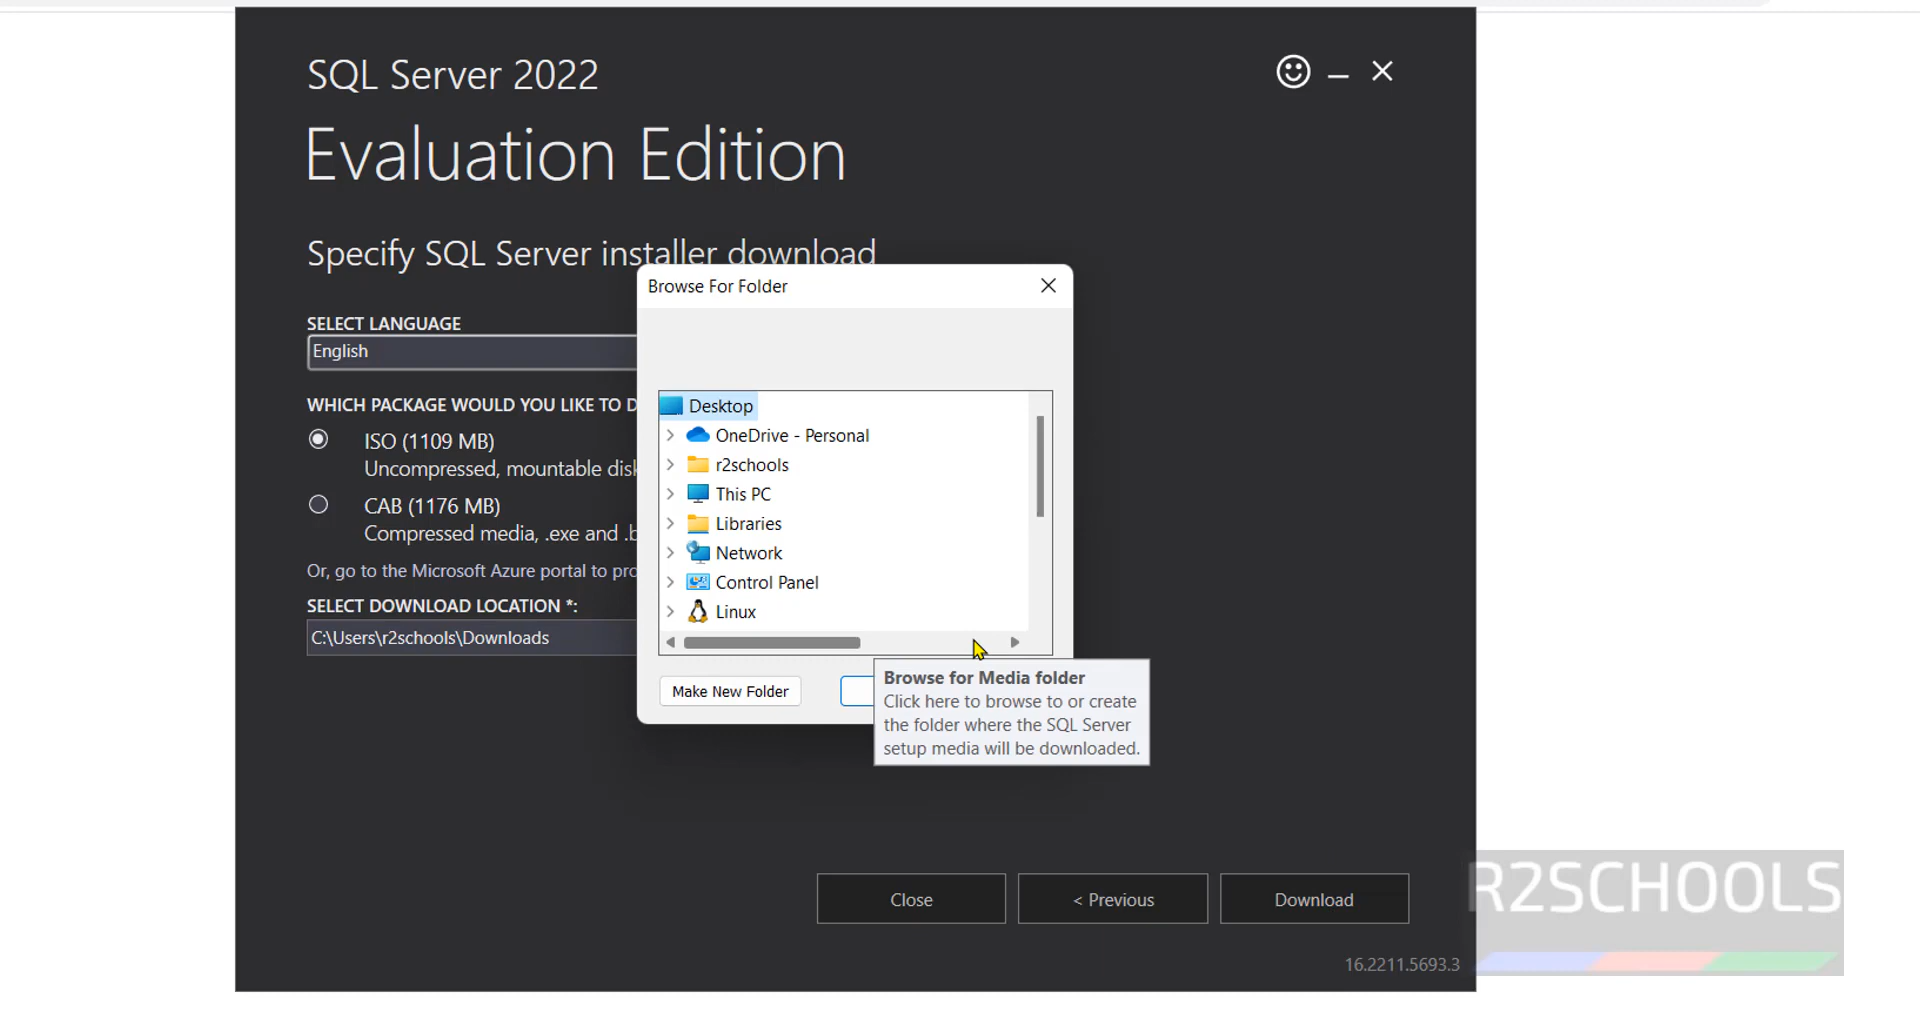 SQL Server 2022
Evaluation Edition
Specify SQL Server installer download
Browse For Folder
SELECT LANGUAGE
English
WHICH PACKAGE WOULD YOU LIKE TO
ISO (1109 MB)
Uncompressed, mountable
CAB (1176 MB)
Compressed media, .exe and
Or, go to the Microsoft Azure portal to
SELECT DOWNLOAD LOCATION *:
C:\Users\r2schools\Downloads
Desktop
OneDrive - Personal
r2schools
This PC
Libraries
Network
Control Panel
Linux
Make New Folder
Browse for Media folder
Click here to browse to or create
the folder where the SQL Server
setup media will be downloaded.
Close
< Previous
Download
16.2211.5693.3
R2SCHOOLS